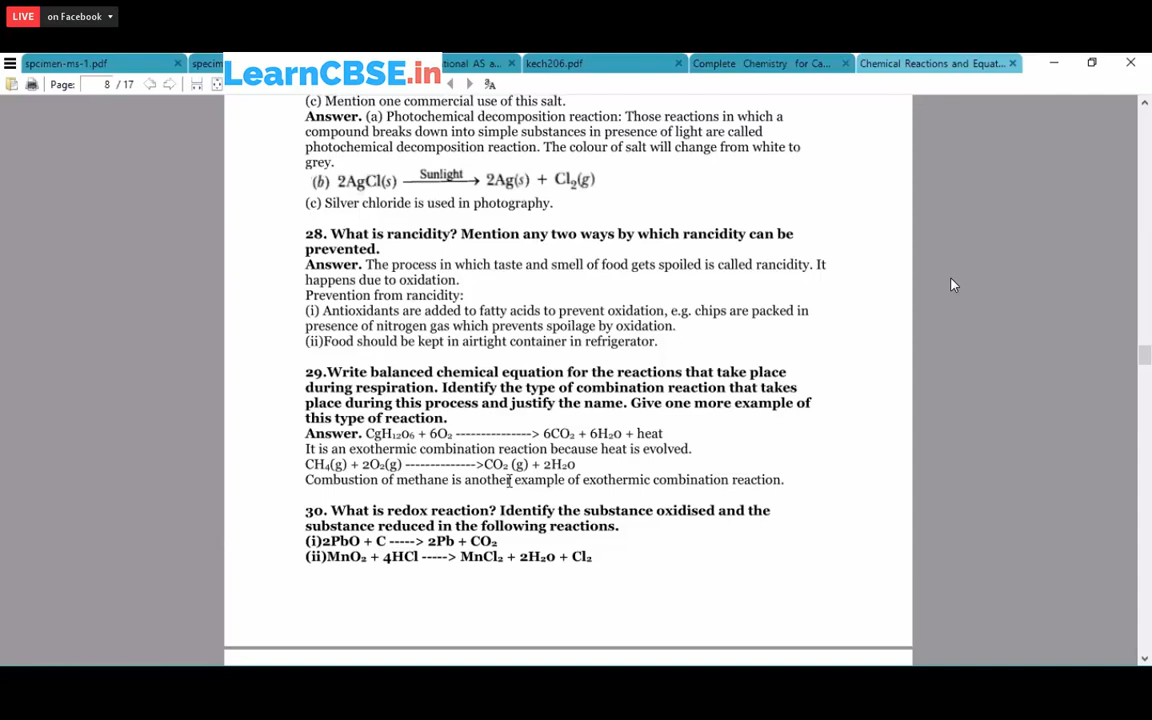 LIVE on Facebook
spcimen-ms-1.pdf × specim LearnCBSE.in tional AS a... × kech206.pdf × Complete Chemistry for Ca... × Chemical Reactions and Equat... ×
Page: 8 / 17
(c) Mention one commercial use of this salt.
Answer. (a) Photochemical decomposition reaction: Those reactions in which a
compound breaks down into simple substances in presence of light are called
photochemical decomposition reaction. The colour of salt will change from white to
grey.
(b) 2AgCl(s) —Sunlight→ 2Ag(s) + Cl₂(g)
(c) Silver chloride is used in photography.
28. What is rancidity? Mention any two ways by which rancidity can be
prevented.
Answer. The process in which taste and smell of food gets spoiled is called rancidity. It
happens due to oxidation.
Prevention from rancidity:
(i) Antioxidants are added to fatty acids to prevent oxidation, e.g. chips are packed in
presence of nitrogen gas which prevents spoilage by oxidation.
(ii)Food should be kept in airtight container in refrigerator.
29.Write balanced chemical equation for the reactions that take place
during respiration. Identify the type of combination reaction that takes
place during this process and justify the name. Give one more example of
this type of reaction.
Answer. CgH₁₂o₆ + 6O₂ ---------------> 6CO₂ + 6H₂o + heat
It is an exothermic combination reaction because heat is evolved.
CH₄(g) + 2O₂(g) -------------->CO₂ (g) + 2H₂o
Combustion of methane is another example of exothermic combination reaction.
30. What is redox reaction? Identify the substance oxidised and the
substance reduced in the following reactions.
(i)2PbO + C -----> 2Pb + CO₂
(ii)MnO₂ + 4HCl -----> MnCl₂ + 2H₂o + Cl₂